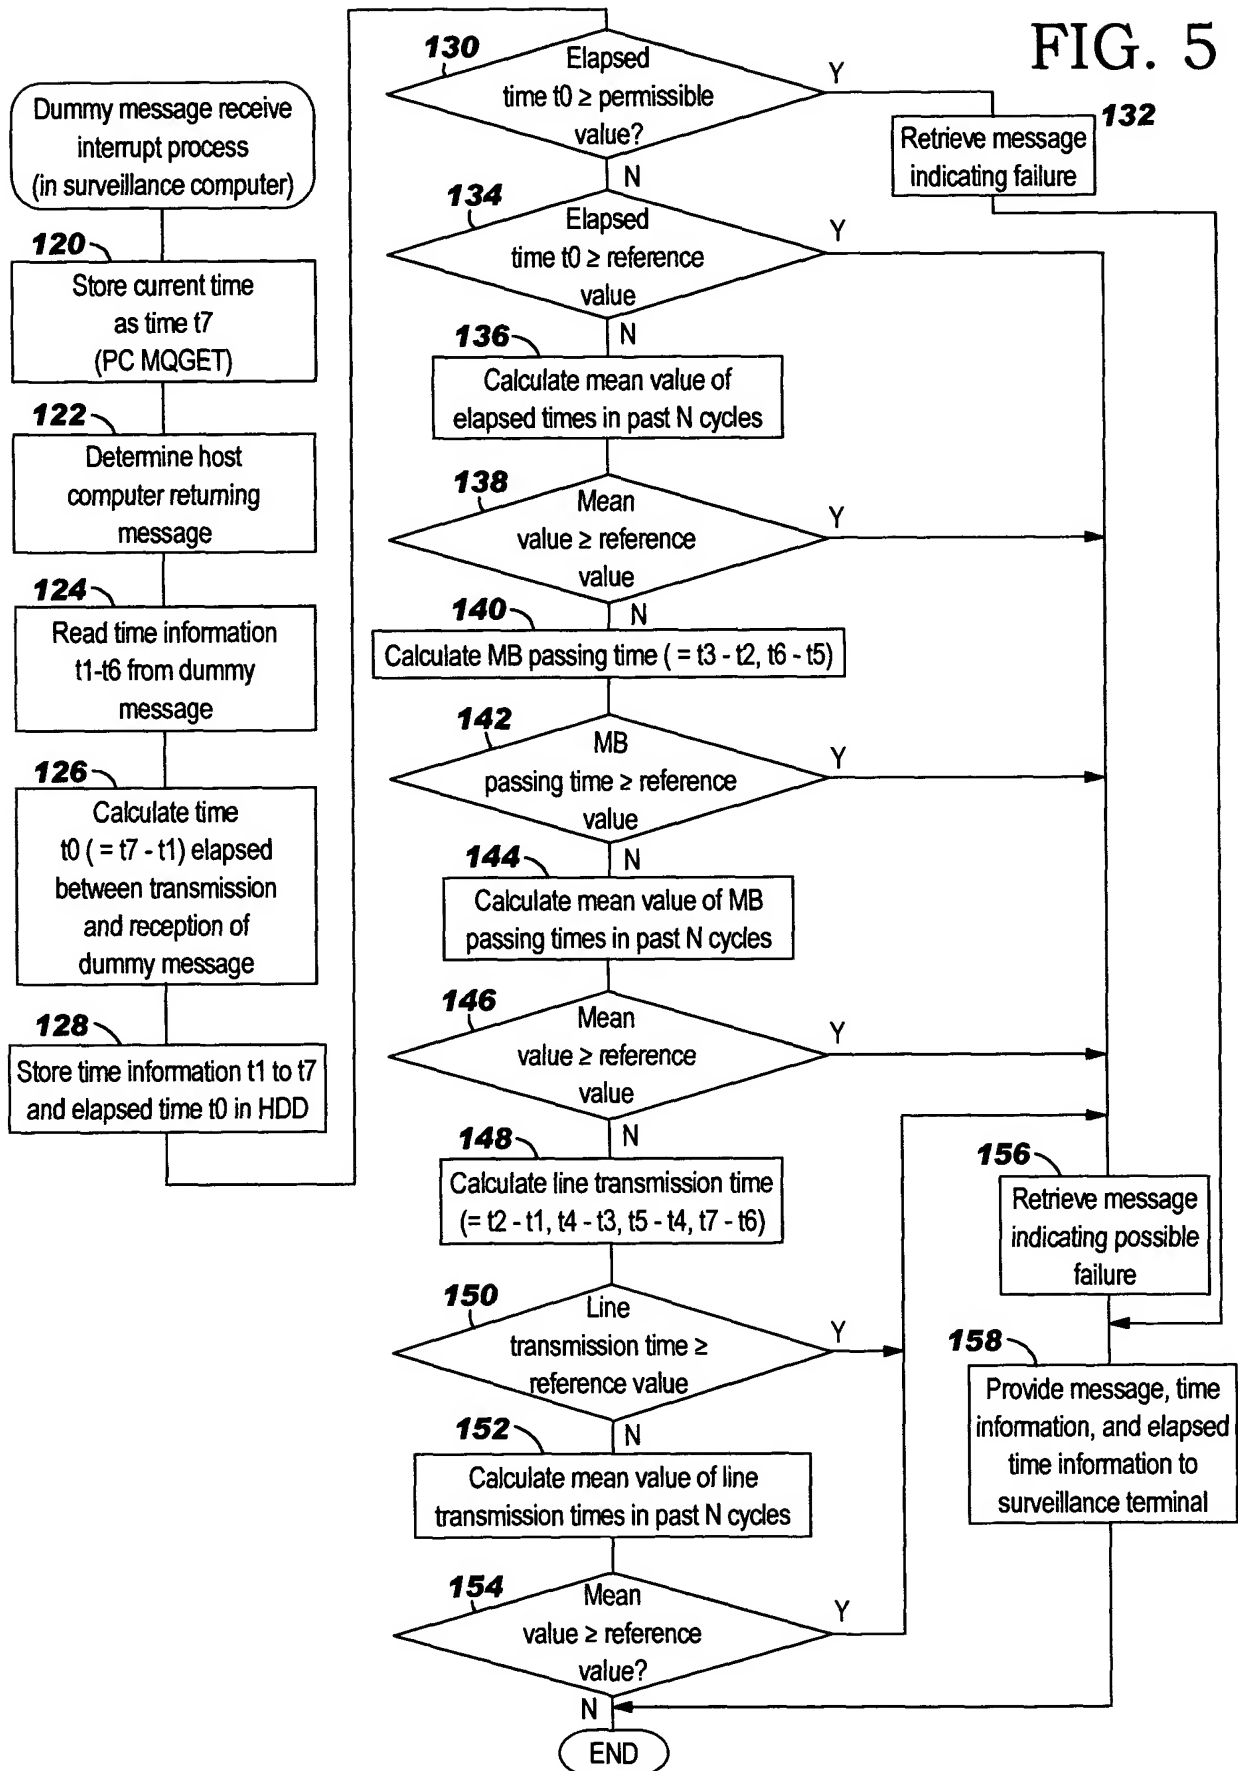 FIG. 5
Dummy message receive
interrupt process
(in surveillance computer)
120
Store current time
as time t7
(PC MQGET)
122
Determine host
computer returning
message
124
Read time information
t1-t6 from dummy
message
126
Calculate time
t0 ( = t7 - t1) elapsed
between transmission
and reception of
dummy message
128
Store time information t1 to t7
and elapsed time t0 in HDD
130
Elapsed
time t0 ≥ permissible
value?
Y
N
132
Retrieve message
indicating failure
134
Elapsed
time t0 ≥ reference
value
Y
N
136
Calculate mean value of
elapsed times in past N cycles
138
Mean
value ≥ reference
value
Y
N
140
Calculate MB passing time ( = t3 - t2, t6 - t5)
142
MB
passing time ≥ reference
value
Y
N
144
Calculate mean value of MB
passing times in past N cycles
146
Mean
value ≥ reference
value
Y
N
148
Calculate line transmission time
(= t2 - t1, t4 - t3, t5 - t4, t7 - t6)
150
Line
transmission time ≥
reference value
Y
N
152
Calculate mean value of line
transmission times in past N cycles
154
Mean
value ≥ reference
value?
Y
N
156
Retrieve message
indicating possible
failure
158
Provide message, time
information, and elapsed
time information to
surveillance terminal
END